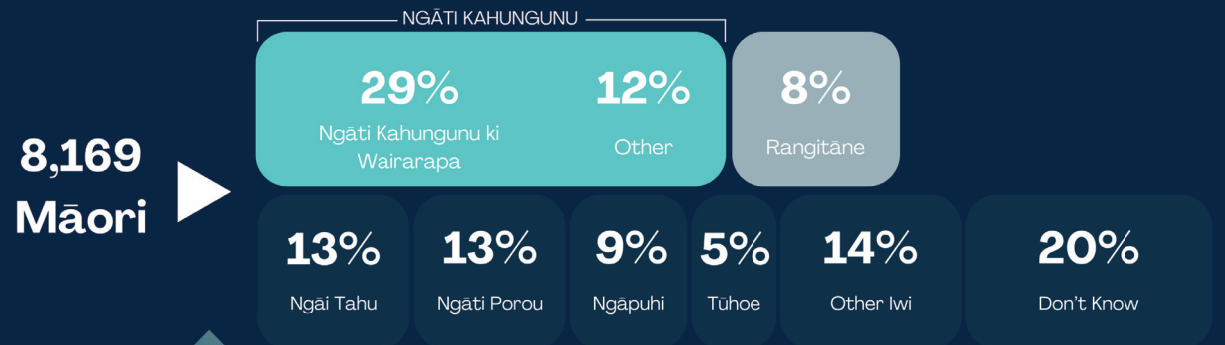 NGĀTI KAHUNGUNU
29%
Ngāti Kahungunu ki
Wairarapa
12%
Other
8%
Rangitāne
8,169
Māori
13%
Ngāi Tahu
13%
Ngāti Porou
9%
Ngāpuhi
5%
Tūhoe
14%
Other Iwi
20%
Don't Know